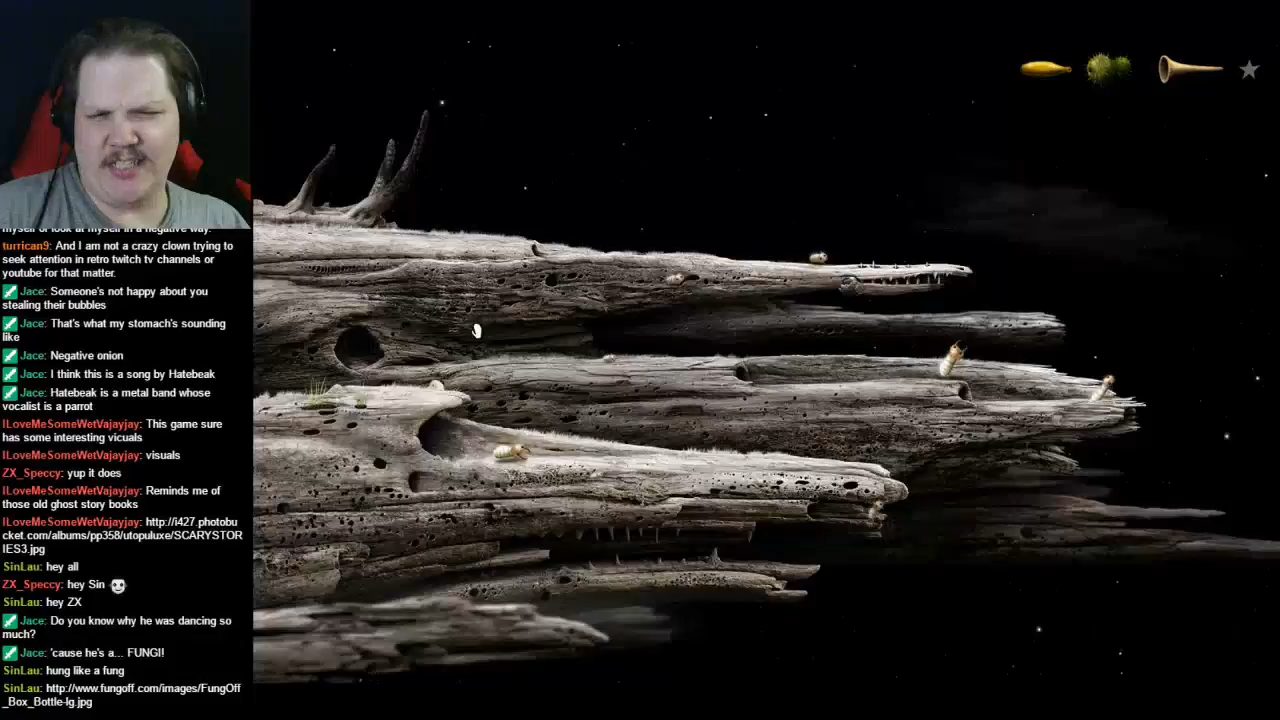 myself or look at myself in a negative way.
turrican9: And I am not a crazy clown trying to
seek attention in retro twitch tv channels or
youtube for that matter.
Jace: Someone's not happy about you
stealing their bubbles
Jace: That's what my stomach's sounding
like
Jace: Negative onion
Jace: I think this is a song by Hatebeak
Jace: Hatebeak is a metal band whose
vocalist is a parrot
ILoveMeSomeWetVajayjay: This game sure
has some interesting vicuals
ILoveMeSomeWetVajayjay: visuals
ZX_Speccy: yup it does
ILoveMeSomeWetVajayjay: Reminds me of
those old ghost story books
ILoveMeSomeWetVajayjay: http://i427.photobu
cket.com/albums/pp358/utopuluxe/SCARYSTOR
IES3.jpg
SinLau: hey all
ZX_Speccy: hey Sin
SinLau: hey ZX
Jace: Do you know why he was dancing so
much?
Jace: 'cause he's a... FUNGI!
SinLau: hung like a fung
SinLau: http://www.fungoff.com/images/FungOff
_Box_Bottle-lg.jpg